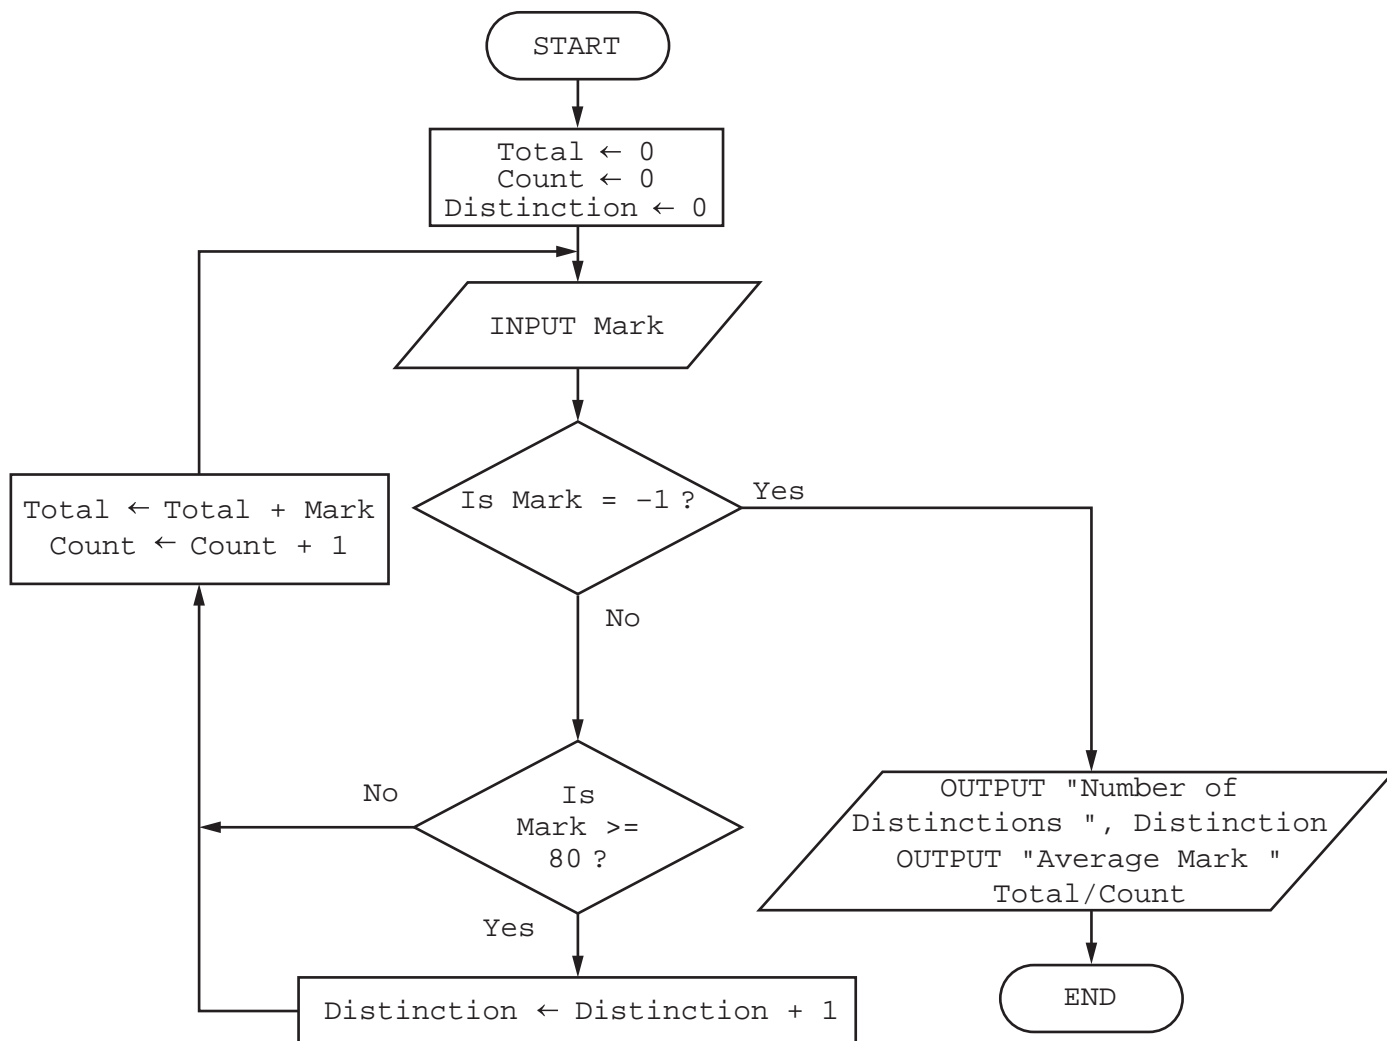 START
Total ← 0
Count ← 0
Distinction ← 0
INPUT Mark
Is Mark = –1 ?
Yes
Total ← Total + Mark
Count ← Count + 1
No
Is
Mark >=
80 ?
No
Yes
Distinction ← Distinction + 1
OUTPUT "Number of
Distinctions ", Distinction
OUTPUT "Average Mark "
Total/Count
END